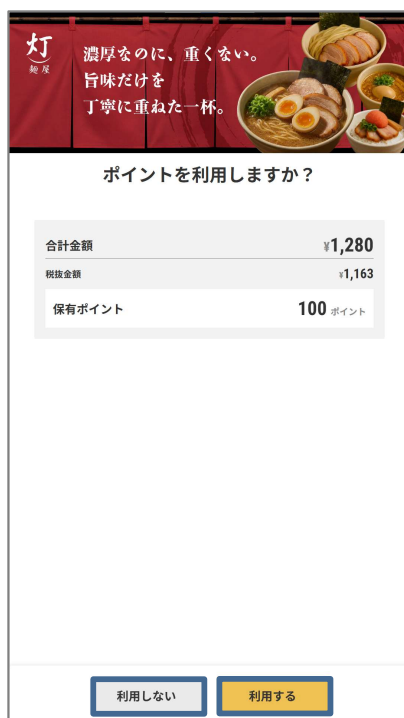 灯
麺屋
濃厚なのに、重くない。
旨味だけを
丁寧に重ねた一杯。
ポイントを利用しますか？
合計金額 ¥1,280
税抜金額 ¥1,163
保有ポイント 100 ポイント
利用しない 利用する